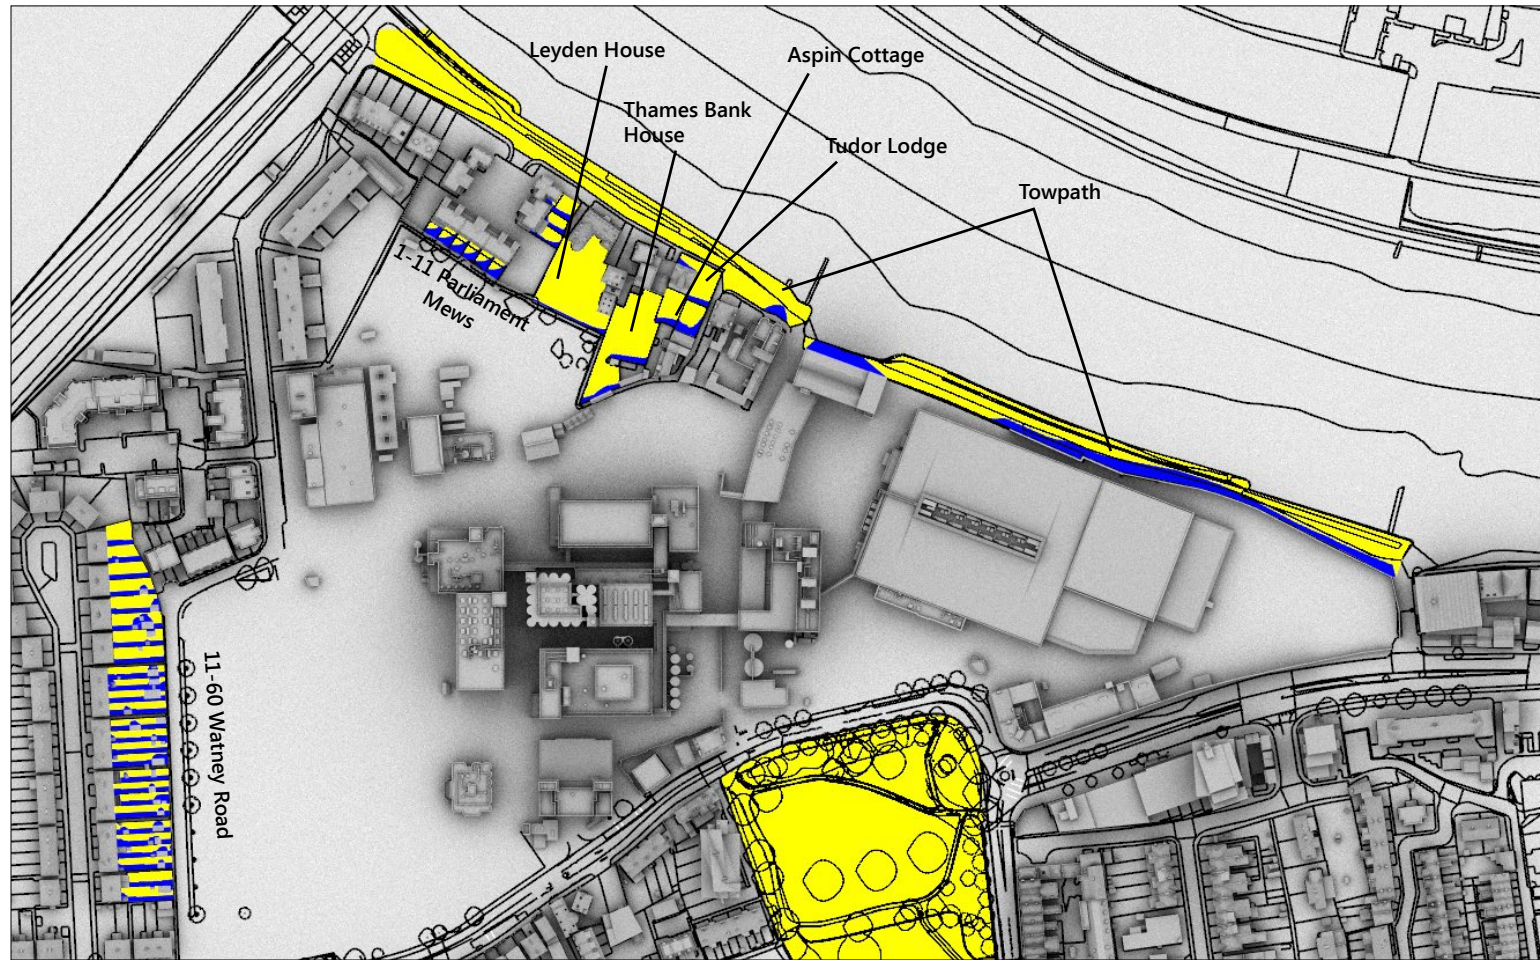 Leyden House
Aspin Cottage
Thames Bank
House
Tudor Lodge
Towpath
1-11 Parliament
Mews
11-60 Watney Road